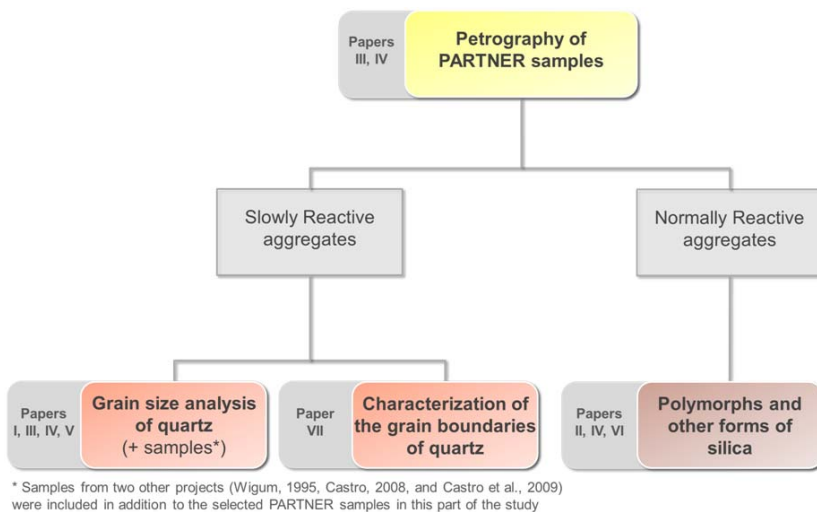 Papers
III, IV
Petrography of
PARTNER samples
Slowly Reactive
aggregates
Normally Reactive
aggregates
Papers
I, III, IV, V
Grain size analysis
of quartz
(+ samples*)
Paper
VII
Characterization of
the grain boundaries
of quartz
Papers
II, IV, VI
Polymorphs and
other forms of
silica
* Samples from two other projects (Wigum, 1995, Castro, 2008, and Castro et al., 2009)
were included in addition to the selected PARTNER samples in this part of the study